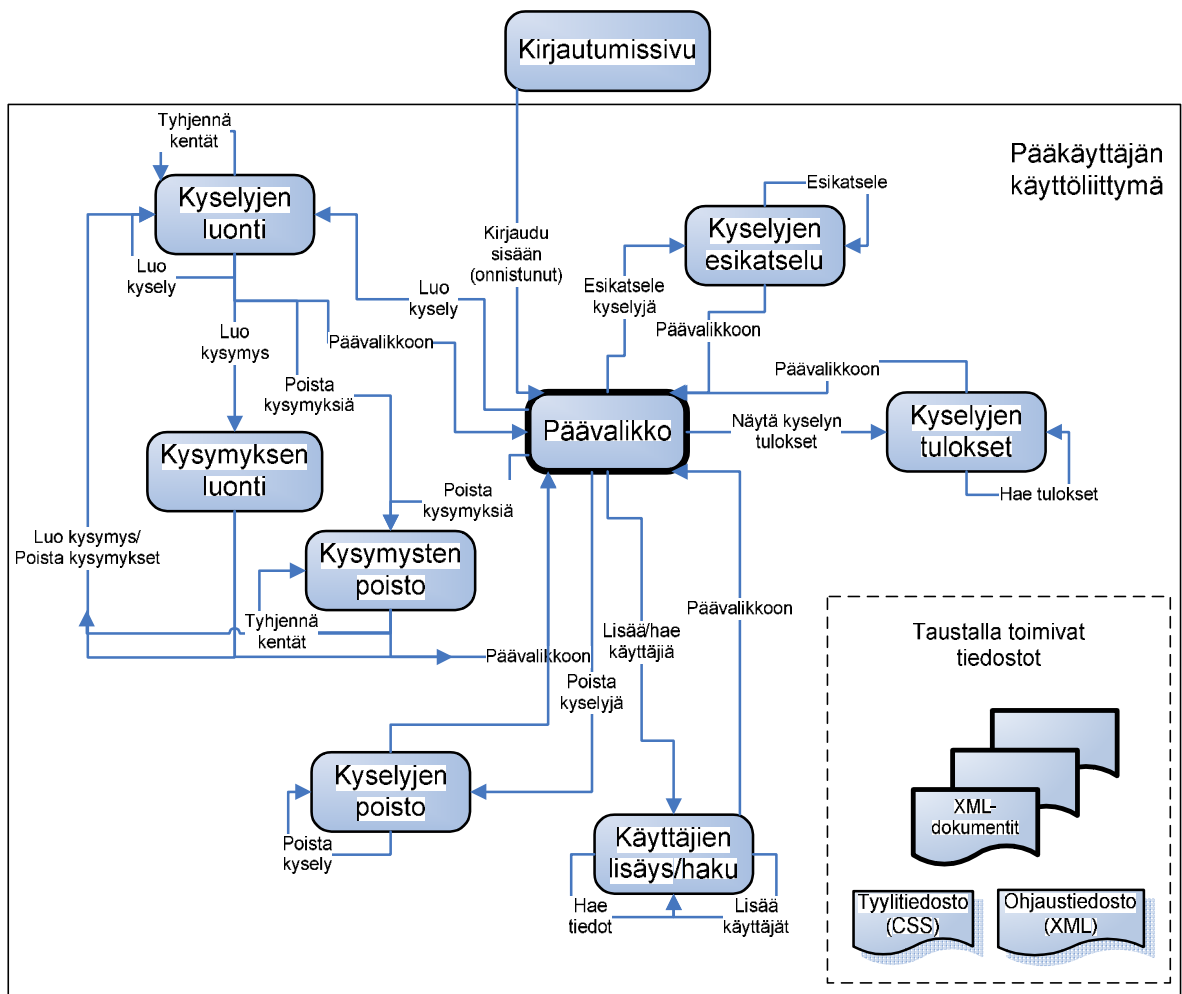 Kirjautumissivu
Pääkäyttäjän
käyttöliittymä
Tyhjennä
kentät
Kyselyjen
luonti
Luo
kysely
Luo
kysymys
Poista
kysymyksiä
Päävalikkoon
Luo
kysely
Kirjaudu
sisään
(onnistunut)
Esikatsele
kyselyjä
Esikatsele
Kyselyjen
esikatselu
Päävalikkoon
Päävalikkoon
Päävalikko
Näytä kyselyn
tulokset
Kyselyjen
tulokset
Hae tulokset
Kysymyksen
luonti
Poista
kysymyksiä
Luo kysymys/
Poista kysymykset
Kysymysten
poisto
Tyhjennä
kentät
Päävalikkoon
Lisää/hae
käyttäjiä
Poista
kyselyjä
Päävalikkoon
Kyselyjen
poisto
Poista
kysely
Käyttäjien
lisäys/haku
Hae
tiedot
Lisää
käyttäjät
Taustalla toimivat
tiedostot
XML-
dokumentit
Tyylitiedosto
(CSS)
Ohjaustiedosto
(XML)